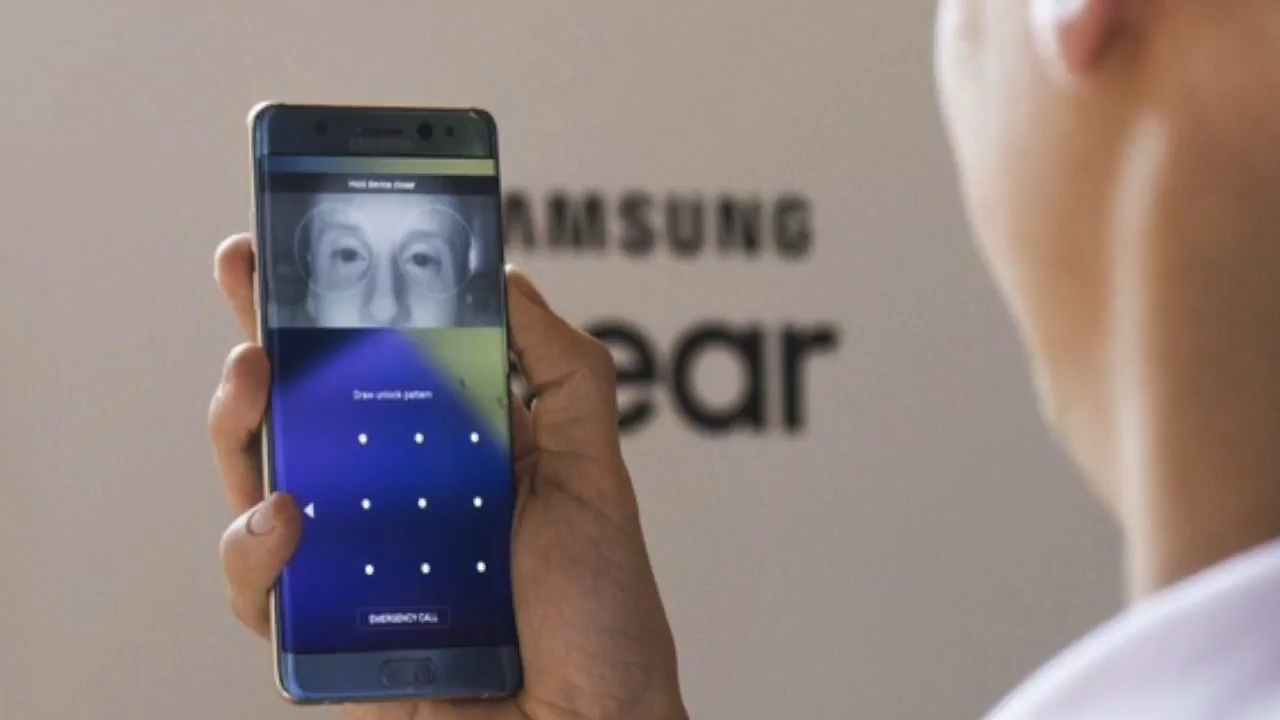 SAMSUNG
Hold device closer
AMSUNG
ear
Draw unlock pattern
EMERGENCY CALL